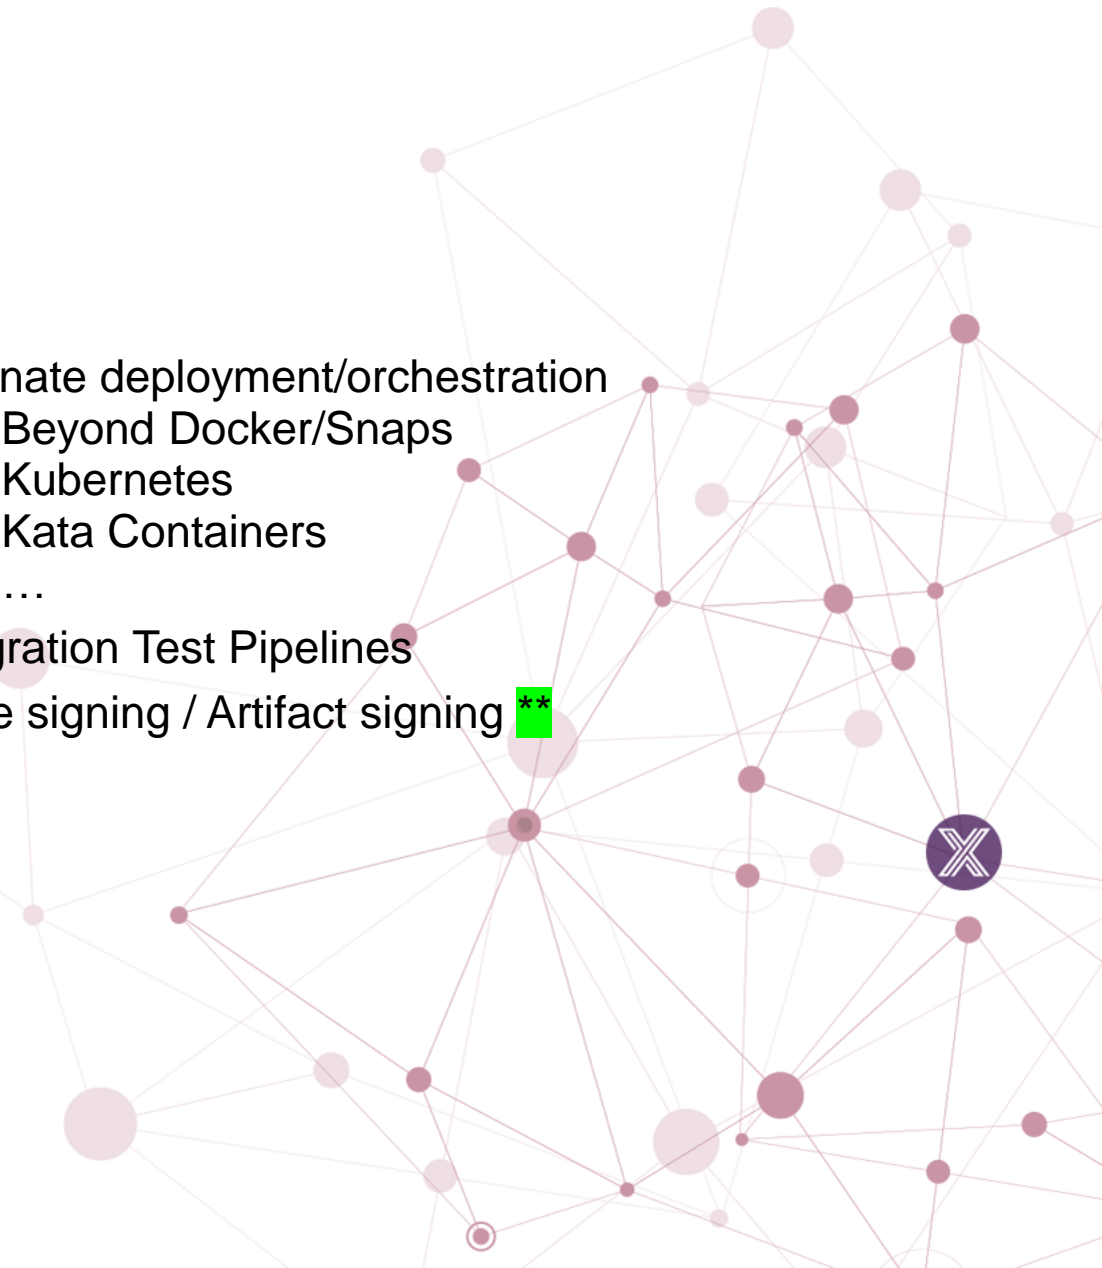 nate deployment/orchestration
Beyond Docker/Snaps
Kubernetes
Kata Containers
…
gration Test Pipelines
e signing / Artifact signing **